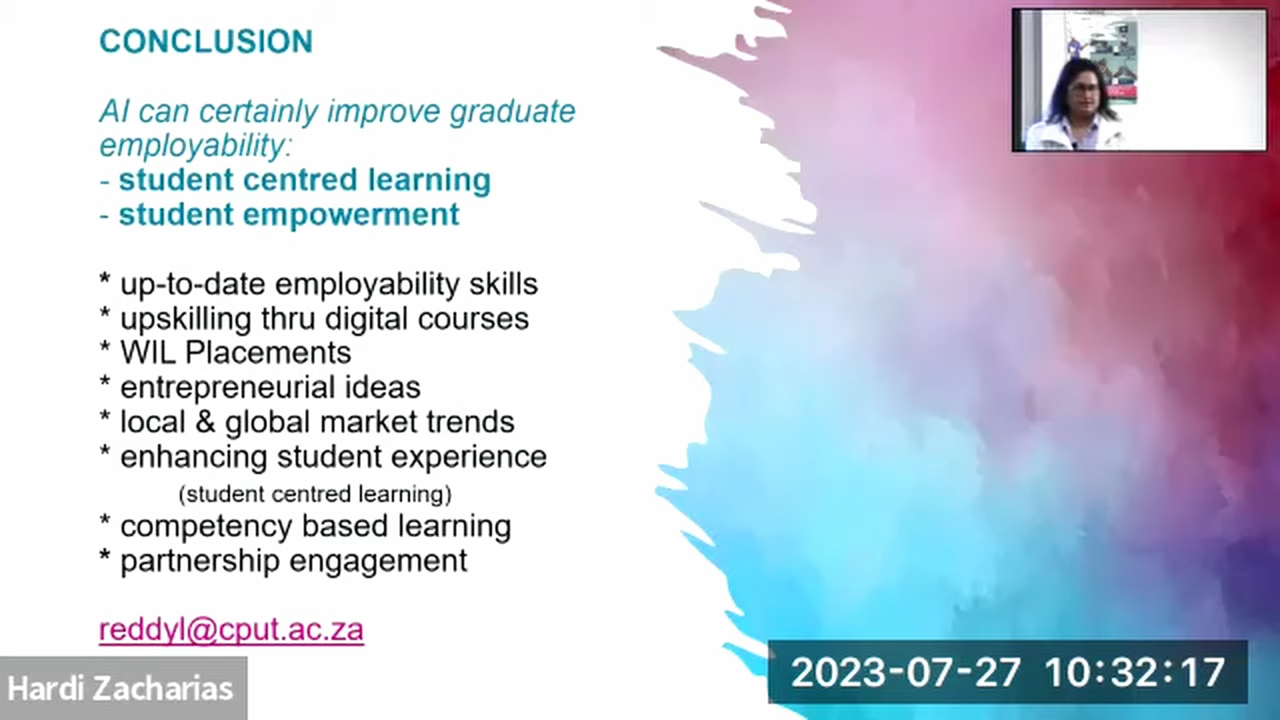 CONCLUSION
AI can certainly improve graduate
employability:
- student centred learning
- student empowerment
* up-to-date employability skills
* upskilling thru digital courses
* WIL Placements
* entrepreneurial ideas
* local & global market trends
* enhancing student experience
(student centred learning)
* competency based learning
* partnership engagement
reddyl@cput.ac.za
Hardi Zacharias
2023-07-27 10:32:17